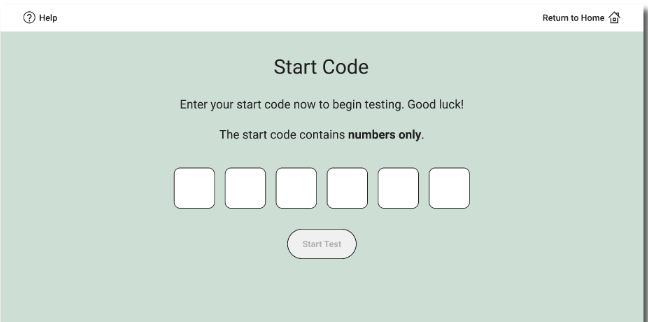 Help
Return to Home
Start Code
Enter your start code now to begin testing. Good luck!
The start code contains numbers only.
Start Test